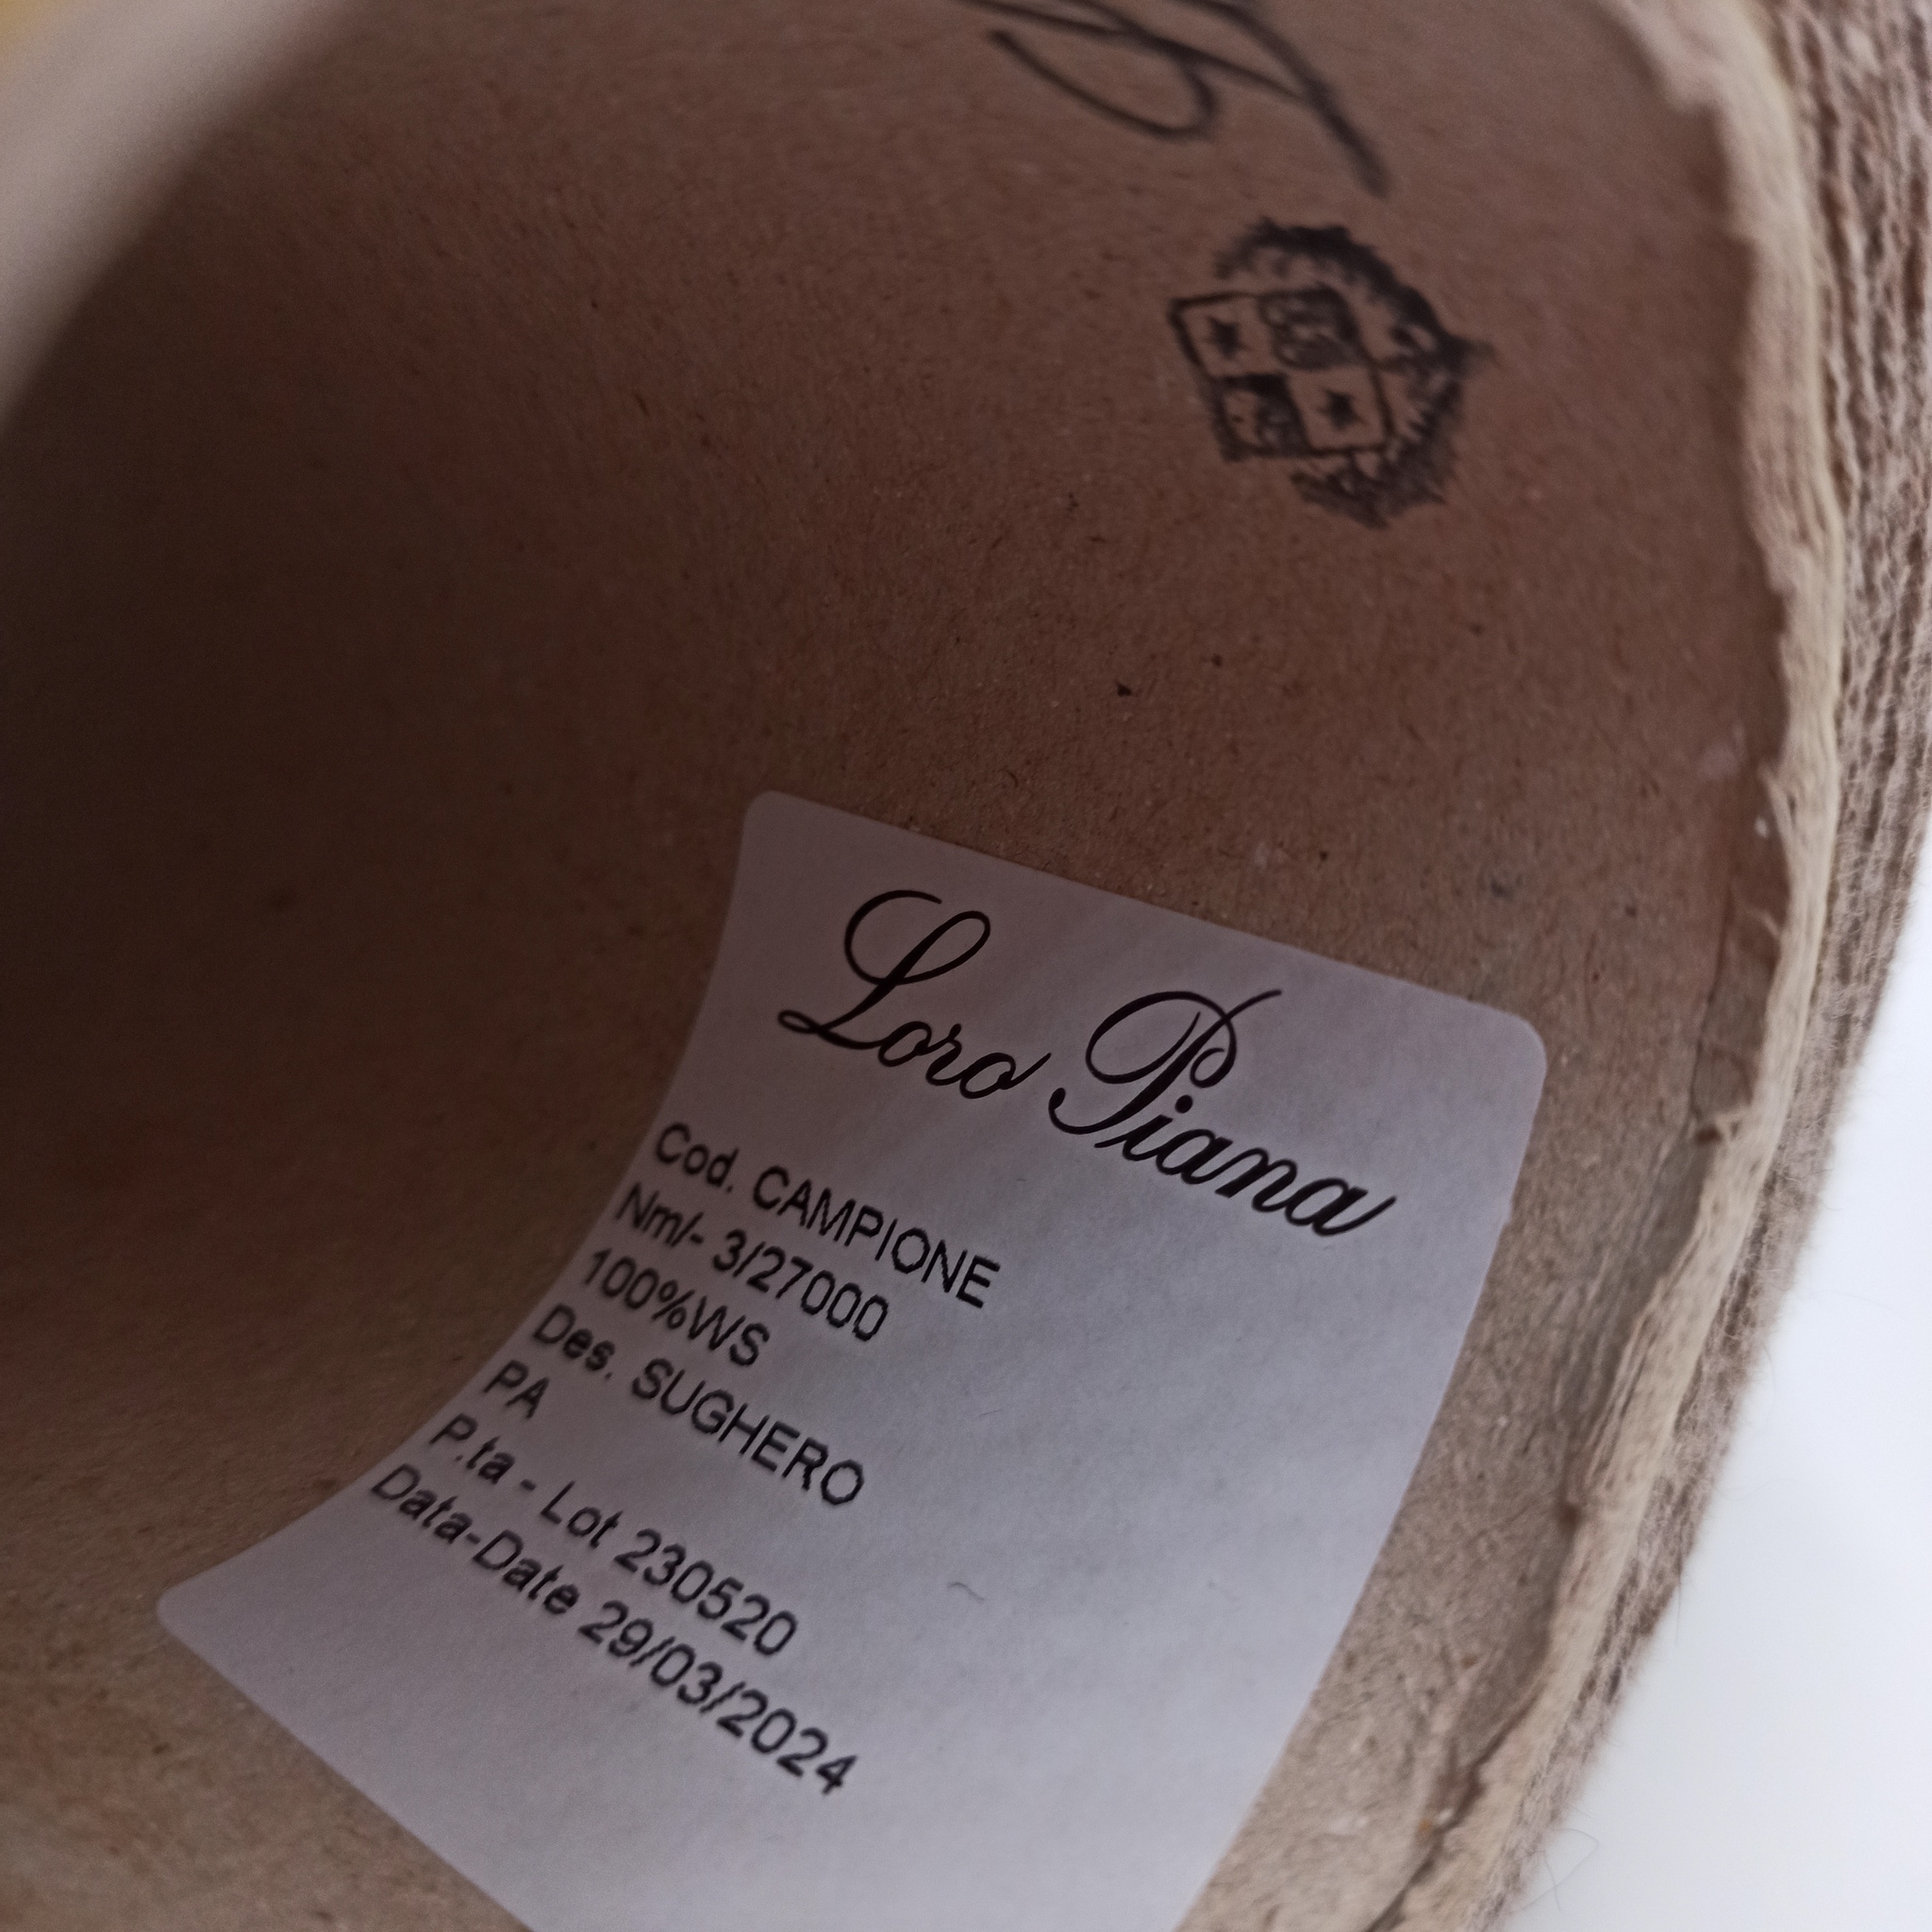 Loro Piana
Cod. CAMPIONE
Nm/- 3/27000
100%WS
Des. SUGHERO
PA
P.ta - Lot 230520
Data-Date 29/03/2024